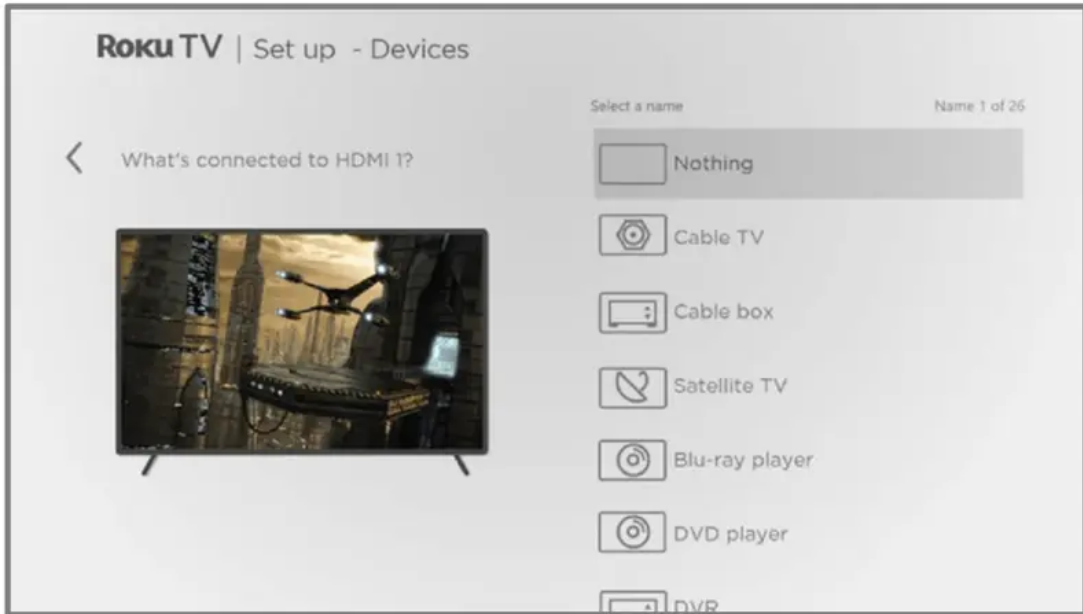 Roku TV | Set up - Devices
Select a name
Name 1 of 26
What's connected to HDMI 1?
Nothing
Cable TV
Cable box
Satellite TV
Blu-ray player
DVD player
DVR